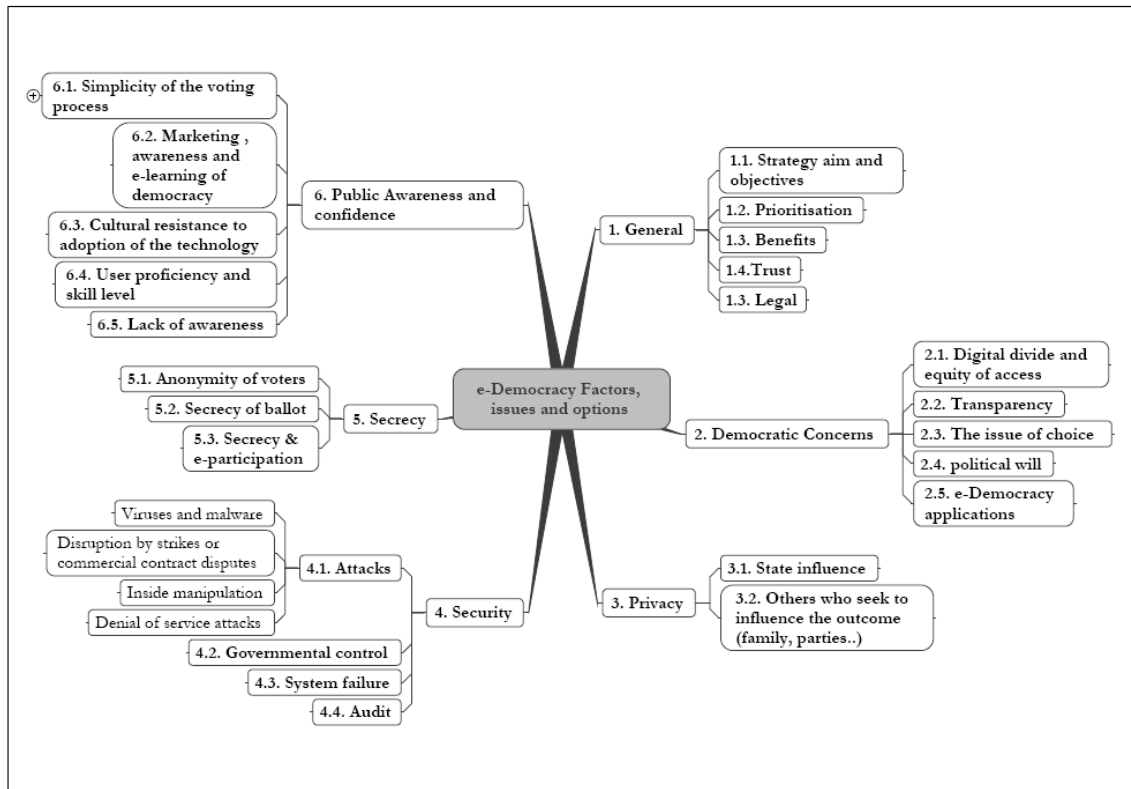 e-Democracy Factors,
issues and options
1. General
1.1. Strategy aim and
objectives
1.2. Prioritisation
1.3. Benefits
1.4.Trust
1.3. Legal
2. Democratic Concerns
2.1. Digital divide and
equity of access
2.2. Transparency
2.3. The issue of choice
2.4. political will
2.5. e-Democracy
applications
3. Privacy
3.1. State influence
3.2. Others who seek to
influence the outcome
(family, parties..)
4. Security
4.1. Attacks
Viruses and malware
Disruption by strikes or
commercial contract disputes
Inside manipulation
Denial of service attacks
4.2. Governmental control
4.3. System failure
4.4. Audit
5. Secrecy
5.1. Anonymity of voters
5.2. Secrecy of ballot
5.3. Secrecy &
e-participation
6. Public Awareness and
confidence
6.1. Simplicity of the voting
process
6.2. Marketing ,
awareness and
e-learning of
democracy
6.3. Cultural resistance to
adoption of the technology
6.4. User proficiency and
skill level
6.5. Lack of awareness